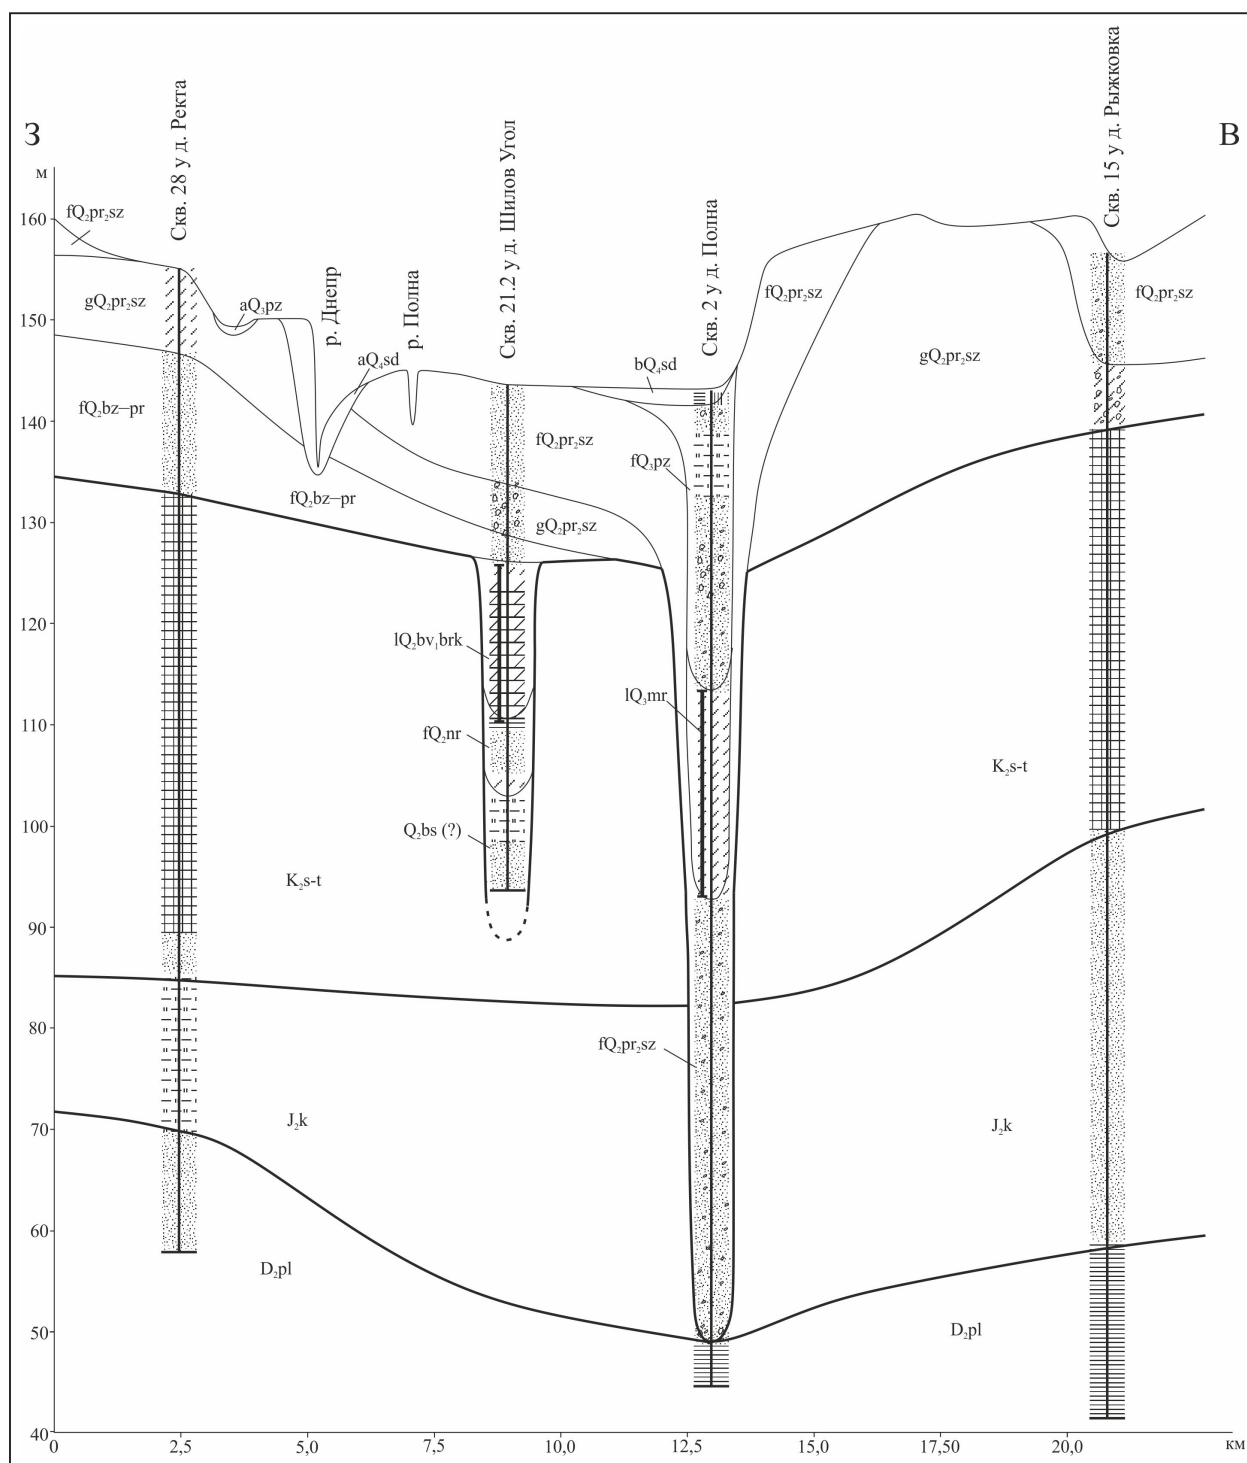 Скв. 28 у д. Ректа
р. Днепр
р. Полна
Скв. 21.2 у д. Шилов Угол
Скв. 2 у д. Полна
Скв. 15 у д. Рыжковка
З
В
м
160
150
140
130
120
110
100
90
80
70
60
50
40
fQ₂pr₂sz
gQ₂pr₂sz
aQ₃pz
fQ₂bz–pr
aQ₄sd
fQ₂bz–pr
fQ₂pr₂sz
gQ₂pr₂sz
bQ₄sd
fQ₃pz
fQ₂pr₂sz
gQ₂pr₂sz
fQ₂pr₂sz
lQ₂bv₁brk
fQ₂nr
Q₂bs (?)
lQ₃mr
K₂s-t
K₂s-t
fQ₂pr₂sz
J₂k
J₂k
D₂pl
D₂pl
0 2,5 5,0 7,5 10,0 12,5 15,0 17,50 20,0 км